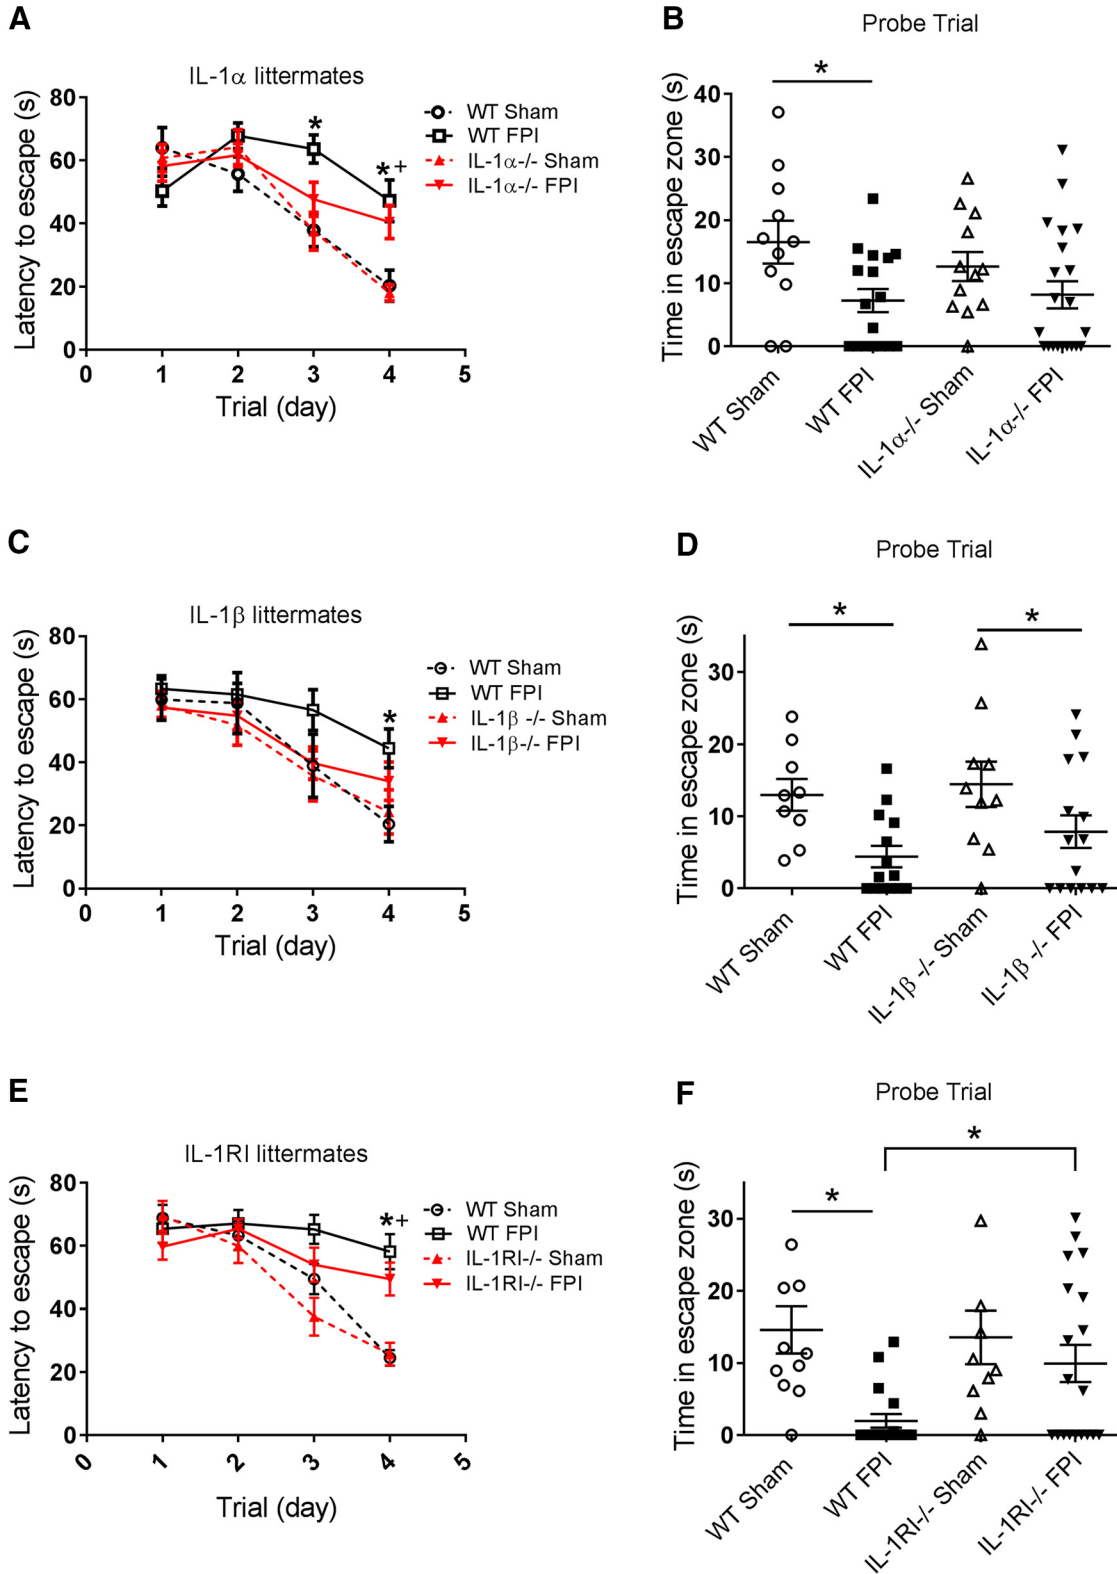 A
IL-1α littermates
Latency to escape (s)
80
60
40
20
0
0 1 2 3 4 5
Trial (day)
*
* +
WT Sham
WT FPI
IL-1α-/- Sham
IL-1α-/- FPI
B
Probe Trial
*
Time in escape zone (s)
40
30
20
10
0
WT Sham
WT FPI
IL-1α-/- Sham
IL-1α-/- FPI
C
IL-1β littermates
Latency to escape (s)
80
60
40
20
0
0 1 2 3 4 5
Trial (day)
*
WT Sham
WT FPI
IL-1β -/- Sham
IL-1β-/- FPI
D
Probe Trial
*
*
Time in escape zone (s)
30
20
10
0
WT Sham
WT FPI
IL-1β -/- Sham
IL-1β -/- FPI
E
IL-1RI littermates
Latency to escape (s)
80
60
40
20
0
0 1 2 3 4 5
Trial (day)
*+
WT Sham
WT FPI
IL-1RI-/- Sham
IL-1RI-/- FPI
F
Probe Trial
*
*
Time in escape zone (s)
30
20
10
0
WT Sham
WT FPI
IL-1RI-/- Sham
IL-1RI-/- FPI